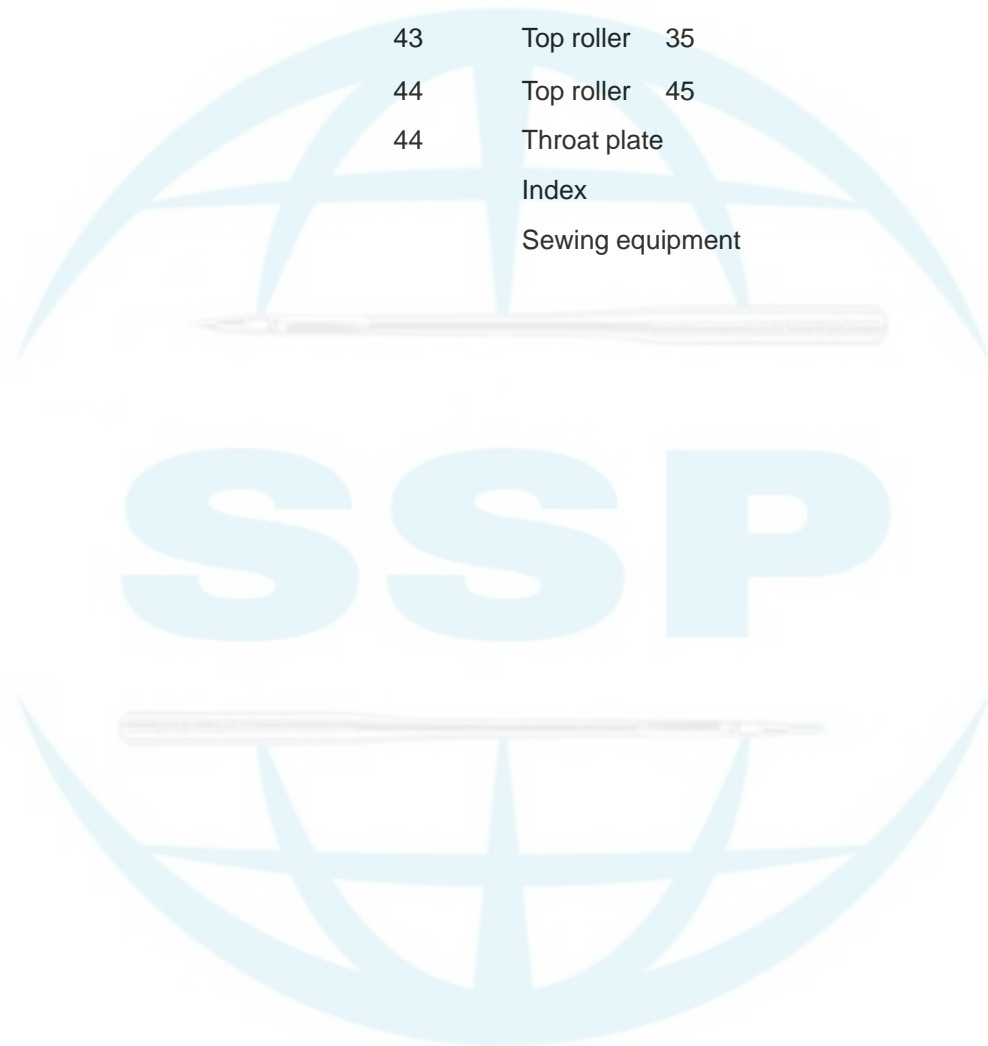 43 Top roller 35
44 Top roller 45
44 Throat plate
Index
Sewing equipment
SSP